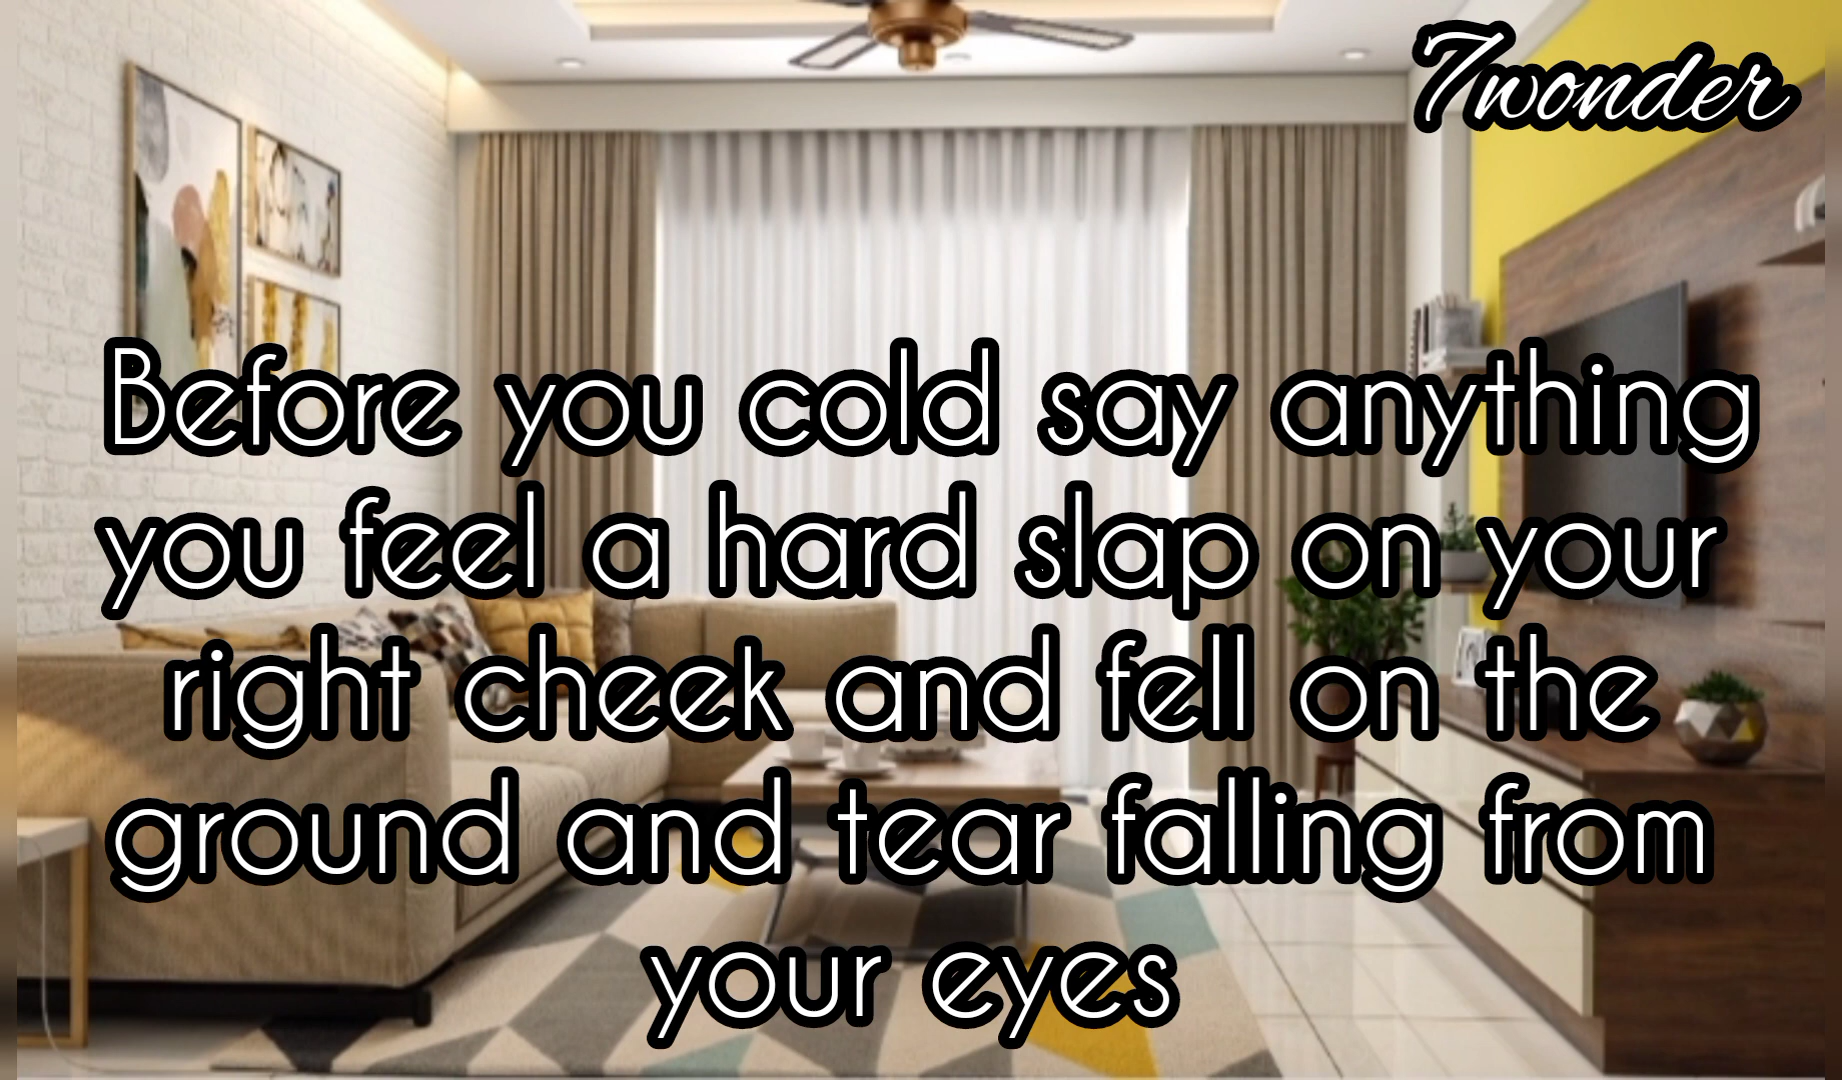 7wonder
Before you cold say anything
you feel a hard slap on your
right cheek and fell on the
ground and tear falling from
your eyes